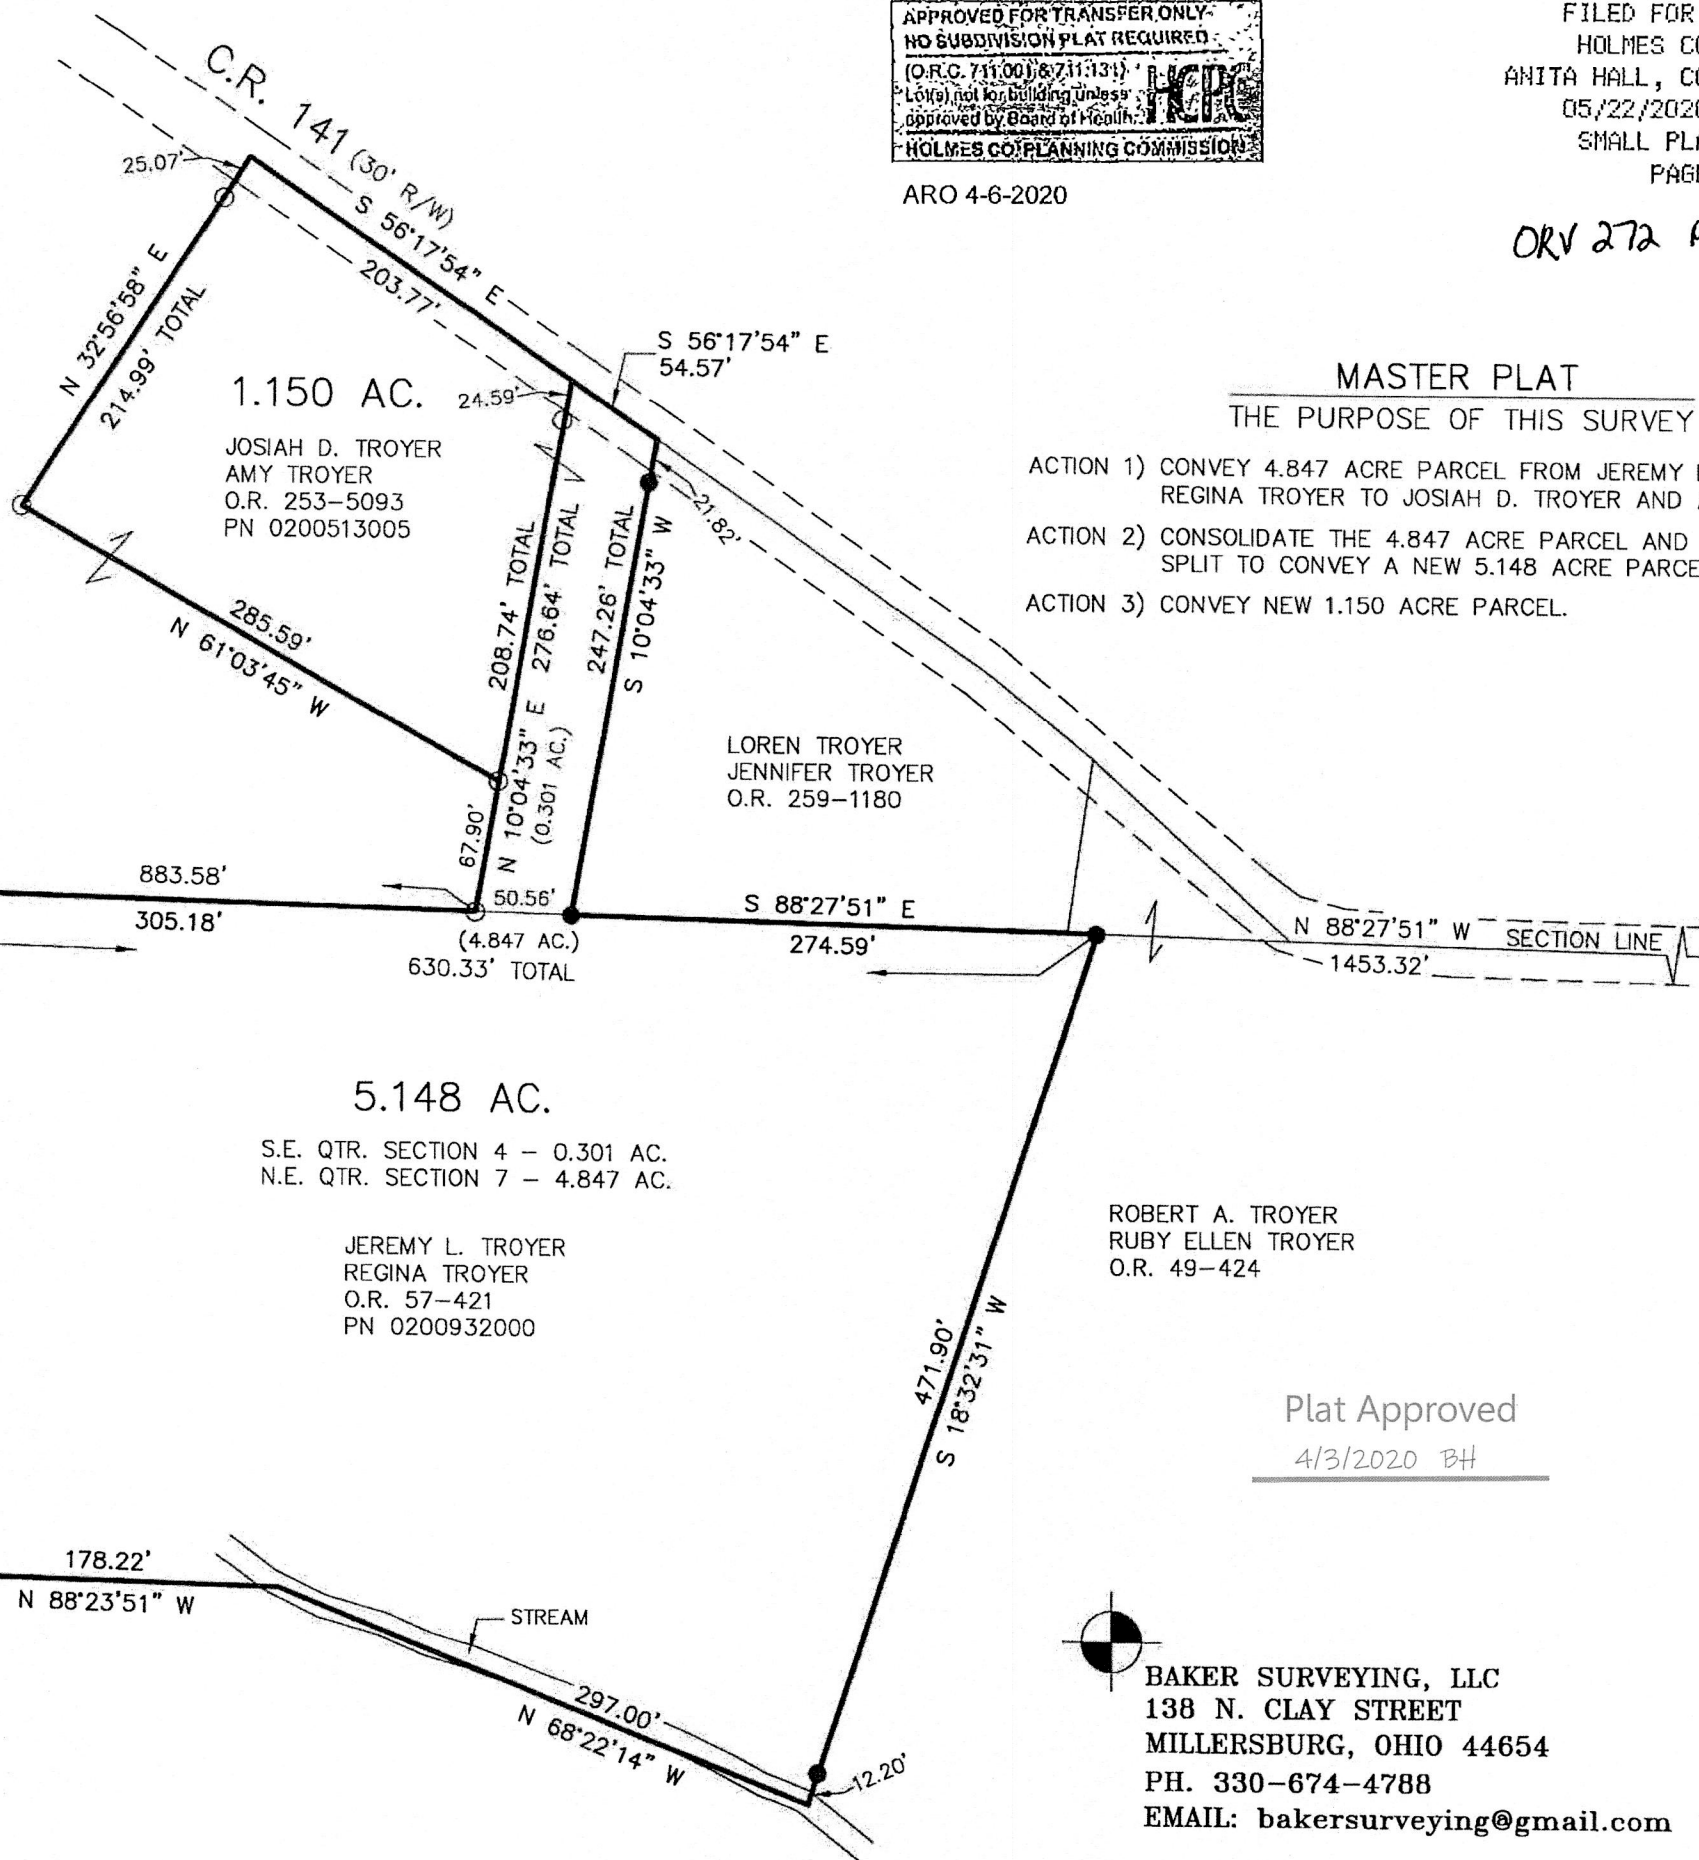 APPROVED FOR TRANSFER ONLY
NO SUBDIVISION PLAT REQUIRED
(O.R.C. 711.001 & 711.131)
Lot(s) not for building unless
approved by Board of Health.
HCPC
HOLMES CO. PLANNING COMMISSION
ARO 4-6-2020
FILED FOR
HOLMES
ANITA HALL,
05/22/2020
SMALL
ORV 272
C.R. 141 (30' R/W)
25.07'
S 56°17'54" E
203.77'
S 56°17'54" E
54.57'
N 32°56'58" E
214.99' TOTAL
1.150 AC.
24.59'
JOSIAH D. TROYER
AMY TROYER
O.R. 253-5093
PN 0200513005
21.82'
208.74' TOTAL
276.64' TOTAL
247.26' TOTAL
S 10°04'33" W
N 10°04'33" E
(0.301 AC.)
67.90'
285.59'
N 61°03'45" W
MASTER PLAT
THE PURPOSE OF THIS SURVEY
ACTION 1) CONVEY 4.847 ACRE PARCEL FROM JEREMY
REGINA TROYER TO JOSIAH D. TROYER AND
ACTION 2) CONSOLIDATE THE 4.847 ACRE PARCEL AND
SPLIT TO CONVEY A NEW 5.148 ACRE
ACTION 3) CONVEY NEW 1.150 ACRE PARCEL.
LOREN TROYER
JENNIFER TROYER
O.R. 259-1180
883.58'
305.18'
50.56'
(4.847 AC.)
630.33' TOTAL
S 88°27'51" E
274.59'
N 88°27'51" W
SECTION LINE
1453.32'
5.148 AC.
S.E. QTR. SECTION 4 - 0.301 AC.
N.E. QTR. SECTION 7 - 4.847 AC.
JEREMY L. TROYER
REGINA TROYER
O.R. 57-421
PN 0200932000
ROBERT A. TROYER
RUBY ELLEN TROYER
O.R. 49-424
471.90'
S 18°32'31" W
Plat Approved
4/3/2020 BH
178.22'
N 88°23'51" W
STREAM
297.00'
N 68°22'14" W
12.20'
BAKER SURVEYING, LLC
138 N. CLAY STREET
MILLERSBURG, OHIO 44654
PH. 330-674-4788
EMAIL: bakersurveying@gmail.com